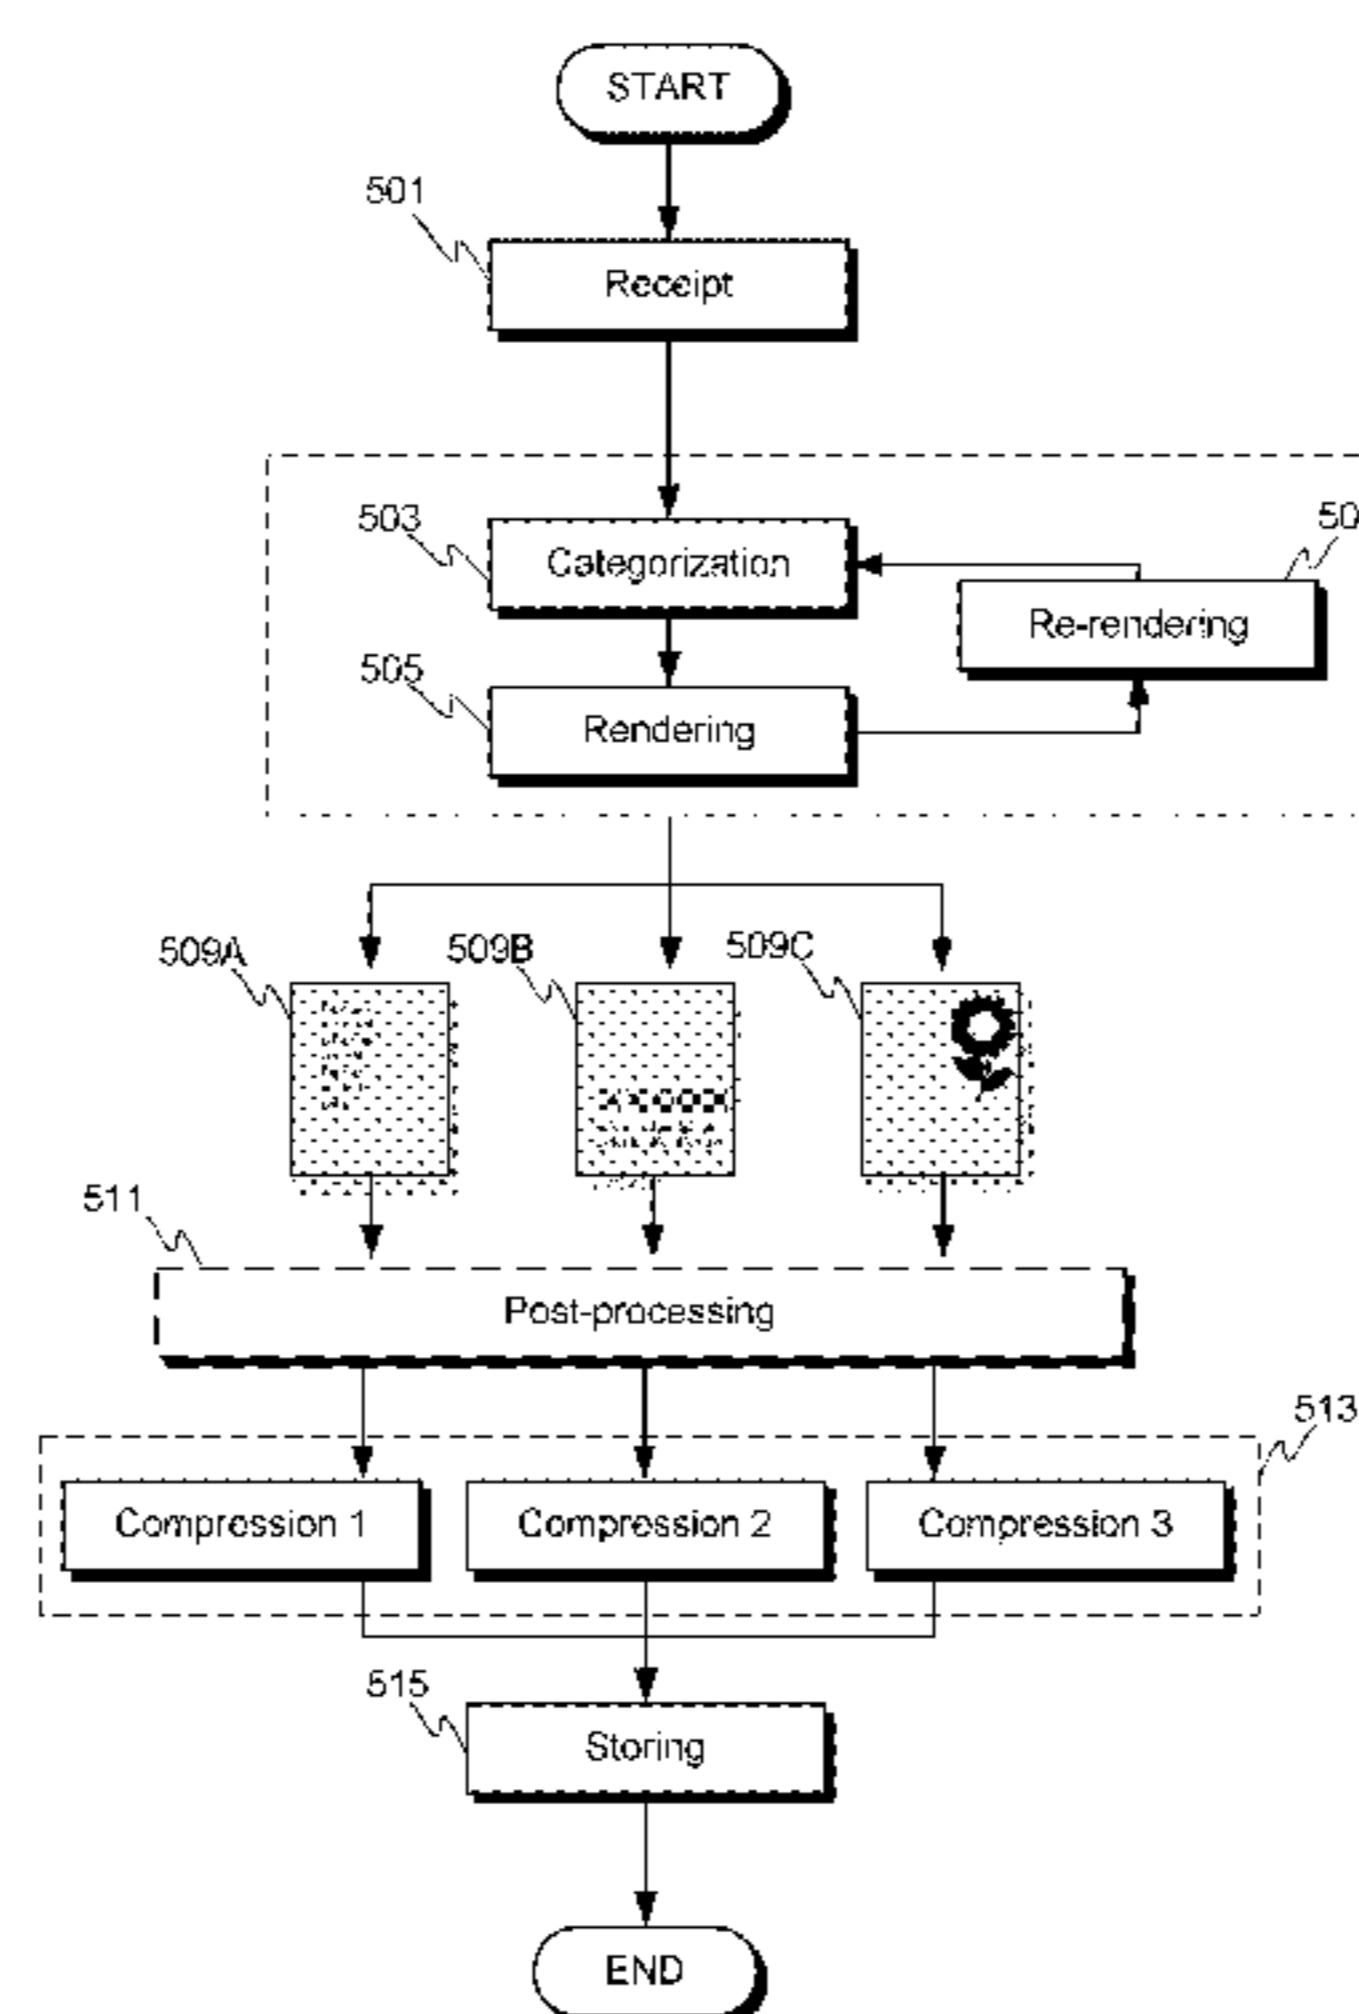 START
501
Receipt
503
Categorization
50
Re-rendering
505
Rendering
509A
509B
509C
511
Post-processing
513
Compression 1
Compression 2
Compression 3
515
Storing
END